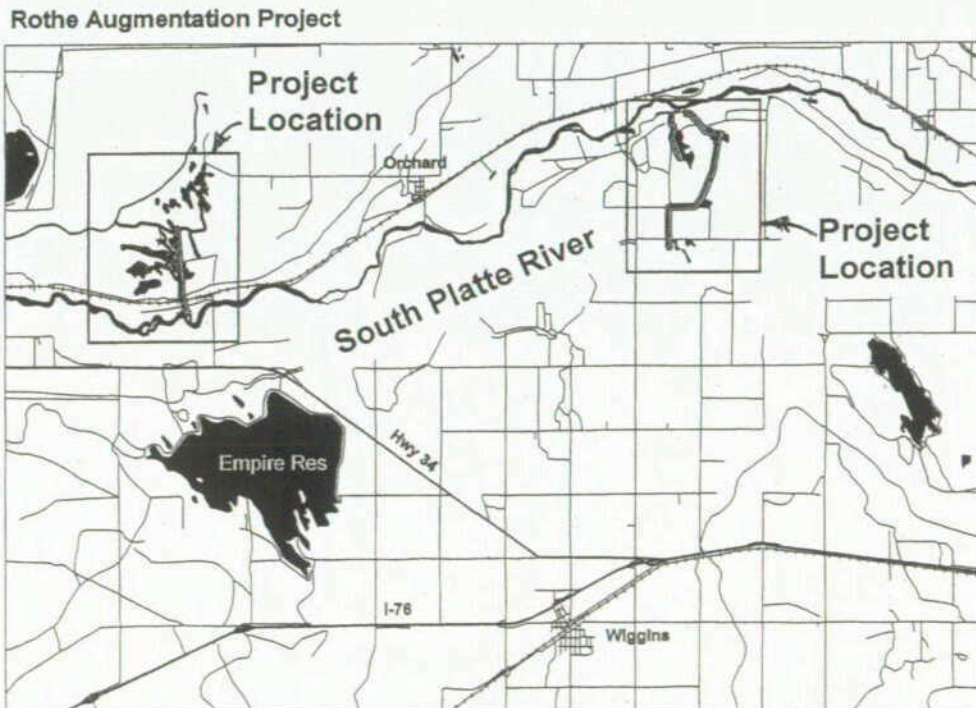 Rothe Augmentation Project
Project
Location
Orchard
Project
Location
South Platte River
Hwy 34
Empire Res
I-76
Wiggins